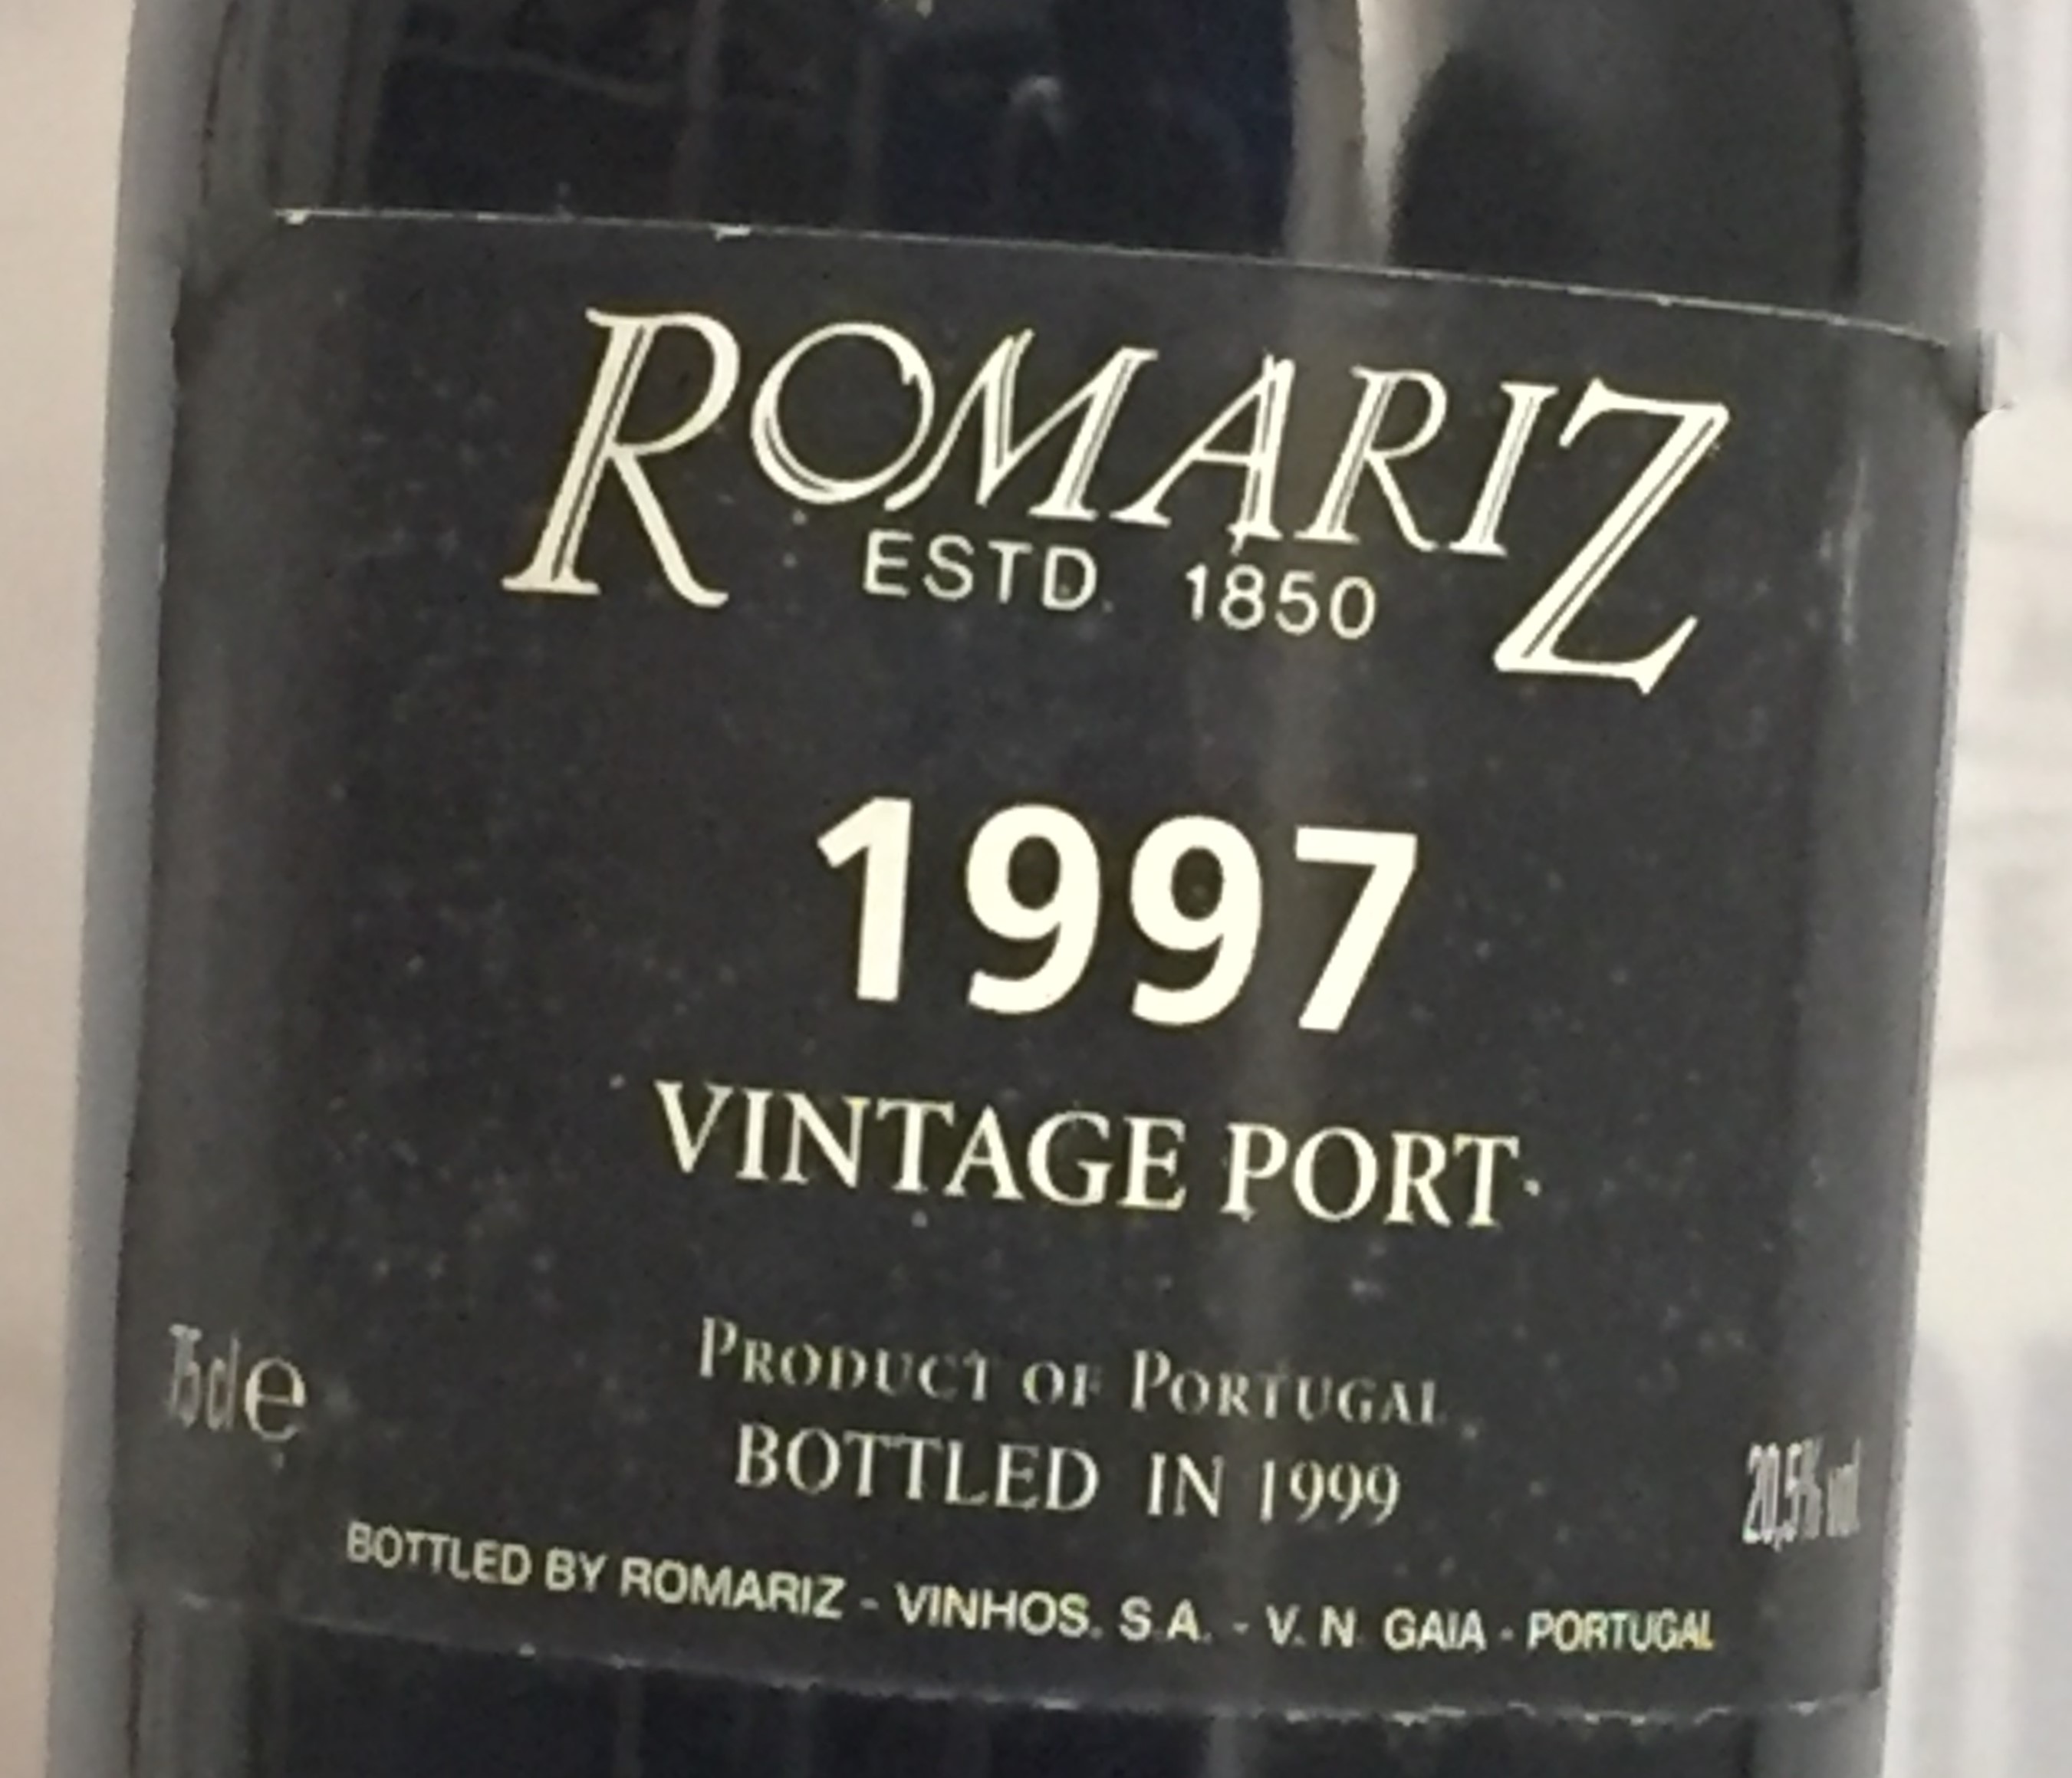 ROMARIZ
ESTD. 1850
1997
VINTAGE PORT
PRODUCT OF PORTUGAL
75cl e
BOTTLED IN 1999
20,5% vol.
BOTTLED BY ROMARIZ - VINHOS. S.A. - V. N. GAIA - PORTUGAL